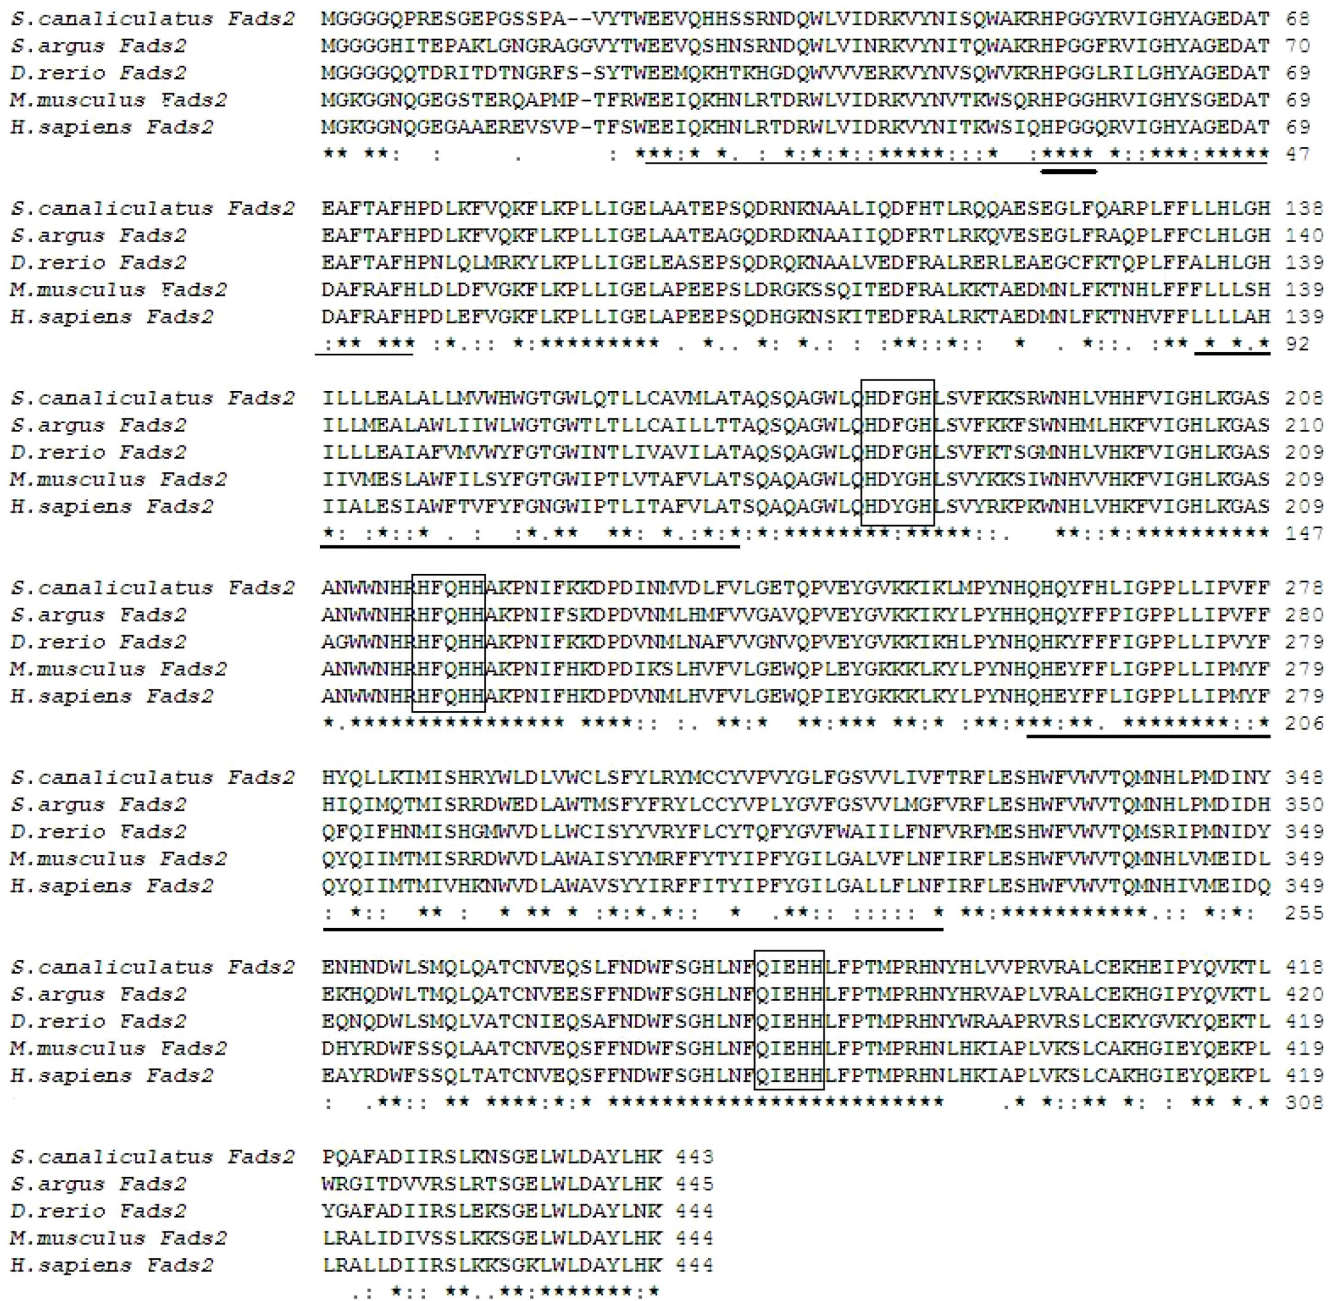 S.canaliculatus Fads2 MGGGGQPRESGEPGSSPA--VYTWEEVQHHSSRNDQWLVIDRKVYNISQWAKRHPGGYRVIGHYAGEDAT 68
S.argus Fads2 MGGGGHITEPAKLGNGRAGGVYTWEEVQSHNSRNDQWLVINRKVYNITQWAKRHPGGFRVIGHYAGEDAT 70
D.rerio Fads2 MGGGGQQTDRITDTNGRFS-SYTWEEMQKHTKHGDQWVVVERKVYNVSQWVKRHPGGLRILGHYAGEDAT 69
M.musculus Fads2 MGKGGNQGEGSTERQAPMP-TFRWEEIQKHNLRTDRWLVIDRKVYNVTKWSQRHPGGHRVIGHYSGEDAT 69
H.sapiens Fads2 MGKGGNQGEGAAEREVSVP-TFSWEEIQKHNLRTDRWLVIDRKVYNITKWSIQHPGGQRVIGHYAGEDAT 69
** **: : . : ***:* *. : *:*:*::*****:::* :**** *::***:****** 47
S.canaliculatus Fads2 EAFTAFHPDLKFVQKFLKPLLIGELAATEPSQDRNKNAALIQDFHTLRQQAESEGLFQARPLFFLLHLGH 138
S.argus Fads2 EAFTAFHPDLKFVQKFLKPLLIGELAATEAGQDRDKNAAIIQDFRTLRKQVESEGLFRAQPLFFCLHLGH 140
D.rerio Fads2 EAFTAFHPNLQLMRKYLKPLLIGELEASEPSQDRQKNAALVEDFRALRERLEAEGCFKTQPLFFALHLGH 139
M.musculus Fads2 DAFRAFHLDLDFVGKFLKPLLIGELAPEEPSLDRGKSSQITEDFRALKKTAEDMNLFKTNHLFFFLLLSH 139
H.sapiens Fads2 DAFRAFHPDLEFVGKFLKPLLIGELAPEEPSQDHGKNSKITEDFRALRKTAEDMNLFKTNHVFFLLLLAH 139
:** *** :*.:: *:********* . *.. *: *.: : :**::*:: * . *::. :** * *.* 92
S.canaliculatus Fads2 ILLLEALALLMVWHWGTGWLQTLLCAVMLATAQSQAGWLQHDFGHLSVFKKSRWNHLVHHFVIGHLKGAS 208
S.argus Fads2 ILLMEALAWLIIWLWGTGWTLTLLCAILLTTAQSQAGWLQHDFGHLSVFKKFSWNHMLHKFVIGHLKGAS 210
D.rerio Fads2 ILLLEAIAFVMVWYFGTGWINTLIVAVILATAQSQAGWLQHDFGHLSVFKTSGMNHLVHKFVIGHLKGAS 209
M.musculus Fads2 IIVMESLAWFILSYFGTGWIPTLVTAFVLATSQAQAGWLQHDYGHLSVYKKSIWNHVVHKFVIGHLKGAS 209
H.sapiens Fads2 IIALESIAWFTVFYFGNGWIPTLITAFVLATSQAQAGWLQHDYGHLSVYRKPKWNHLVHKFVIGHLKGAS 209
*: :*::* . : :*.** **: *.:*:*:*:********:*****::. **::*:********** 147
S.canaliculatus Fads2 ANWWNHRHFQHHAKPNIFKKDPDINMVDLFVLGETQPVEYGVKKIKLMPYNHQHQYFHLIGPPLLIPVFF 278
S.argus Fads2 ANWWNHRHFQHHAKPNIFSKDPDVNMLHMFVVGAVQPVEYGVKKIKYLPYHHQHQYFFPIGPPLLIPVFF 280
D.rerio Fads2 AGWWNHRHFQHHAKPNIFKKDPDVNMLNAFVVGNVQPVEYGVKKIKHLPYNHQHKYFFFIGPPLLIPVYF 279
M.musculus Fads2 ANWWNHRHFQHHAKPNIFHKDPDIKSLHVFVLGEWQPLEYGKKKLKYLPYNHQHEYFFLIGPPLLIPMYF 279
H.sapiens Fads2 ANWWNHRHFQHHAKPNIFHKDPDVNMLHVFVLGEWQPIEYGKKKLKYLPYNHQHEYFFLIGPPLLIPMYF 279
*.**************** ****:: :. **:* **:*** **:* :**:***:**. ********::* 206
S.canaliculatus Fads2 HYQLLKIMISHRYWLDLVWCLSFYLRYMCCYVPVYGLFGSVVLIVFTRFLESHWFVWVTQMNHLPMDINY 348
S.argus Fads2 HIQIMQTMISRRDWEDLAWTMSFYFRYLCCYVPLYGVFGSVVLMGFVRFLESHWFVWVTQMNHLPMDIDH 350
D.rerio Fads2 QFQIFHNMISHGMWVDLLWCISYYVRYFLCYTQFYGVFWAIILFNFVRFMESHWFVWVTQMSRIPMNIDY 349
M.musculus Fads2 QYQIIMTMISRRDWVDLAWAISYYMRFFYTYIPFYGILGALVFLNFIRFLESHWFVWVTQMNHLVMEIDL 349
H.sapiens Fads2 QYQIIMTMIVHKNWVDLAWAVSYYIRFFITYIPFYGILGALLFLNFIRFLESHWFVWVTQMNHIVMEIDQ 349
: *:: ** : * ** * :*:*.*:: * .**:: ::::: * **:***********.:: *:*: 255
S.canaliculatus Fads2 ENHNDWLSMQLQATCNVEQSLFNDWFSGHLNFQIEHHLFPTMPRHNYHLVVPRVRALCEKHEIPYQVKTL 418
S.argus Fads2 EKHQDWLTMQLQATCNVEESFFNDWFSGHLNFQIEHHLFPTMPRHNYHRVAPLVRALCEKHGIPYQVKTL 420
D.rerio Fads2 EQNQDWLSMQLVATCNIEQSAFNDWFSGHLNFQIEHHLFPTMPRHNYWRAAPRVRSLCEKYGVKYQEKTL 419
M.musculus Fads2 DHYRDWFSSQLAATCNVEQSFFNDWFSGHLNFQIEHHLFPTMPRHNLHKIAPLVKSLCAKHGIEYQEKPL 419
H.sapiens Fads2 EAYRDWFSSQLTATCNVEQSFFNDWFSGHLNFQIEHHLFPTMPRHNLHKIAPLVKSLCAKHGIEYQEKPL 419
: .**:: ** ****:*:* ************************* .* *::** *: : ** *.* 308
S.canaliculatus Fads2 PQAFADIIRSLKNSGELWLDAYLHK 443
S.argus Fads2 WRGITDVVRSLRTSGELWLDAYLHK 445
D.rerio Fads2 YGAFADIIRSLEKSGELWLDAYLNK 444
M.musculus Fads2 LRALIDIVSSLKKSGELWLDAYLHK 444
H.sapiens Fads2 LRALLDIIRSLKKSGKLWLDAYLHK 444
.: *:: **..**:*******:*